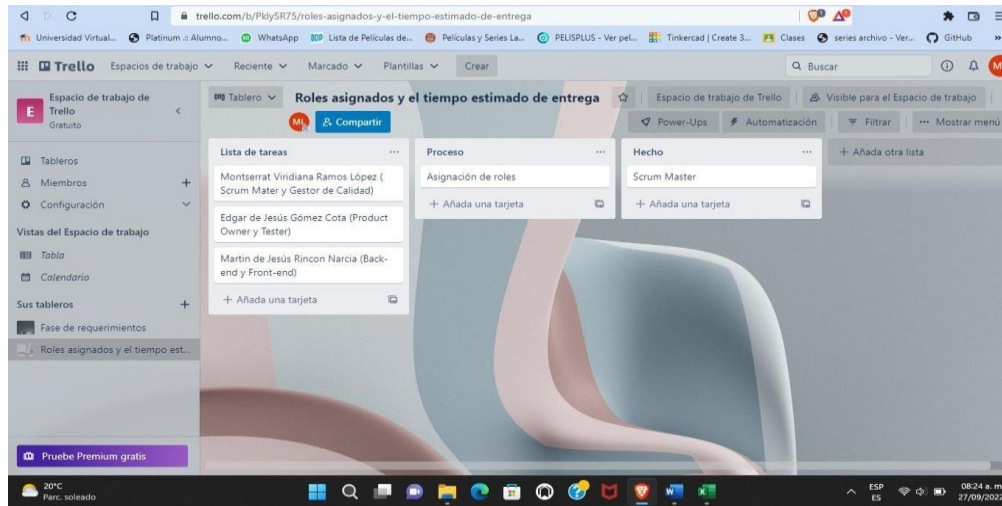 trello.com/b/PkIySR75/roles-asignados-y-el-tiempo-estimado-de-entrega
Universidad Virtual... Platinum .:: Alumno... WhatsApp Lista de Películas de... Películas y Series La... PELISPLUS - Ver pel... Tinkercad | Create 3... Clases series archivo - Ver... GitHub »
Trello Espacios de trabajo Reciente Marcado Plantillas Crear Buscar
E Espacio de trabajo de
Trello
Gratuito
Tableros
Miembros +
Configuración
Vistas del Espacio de trabajo
Tabla
Calendario
Sus tableros +
Fase de requerimientos
Roles asignados y el tiempo est...
Pruebe Premium gratis
Tablero Roles asignados y el tiempo estimado de entrega Espacio de trabajo de Trello Visible para el Espacio de trabajo
Compartir Power-Ups Automatización Filtrar ... Mostrar menú
Lista de tareas ...
Montserrat Viridiana Ramos López (
Scrum Mater y Gestor de Calidad)
Edgar de Jesús Gómez Cota (Product
Owner y Tester)
Martin de Jesús Rincon Narcia (Back-
end y Front-end)
+ Añada una tarjeta
Proceso ...
Asignación de roles
+ Añada una tarjeta
Hecho ...
Scrum Master
+ Añada una tarjeta
+ Añada otra lista
20°C
Parc. soleado
ESP
ES
08:24 a. m
27/09/2022